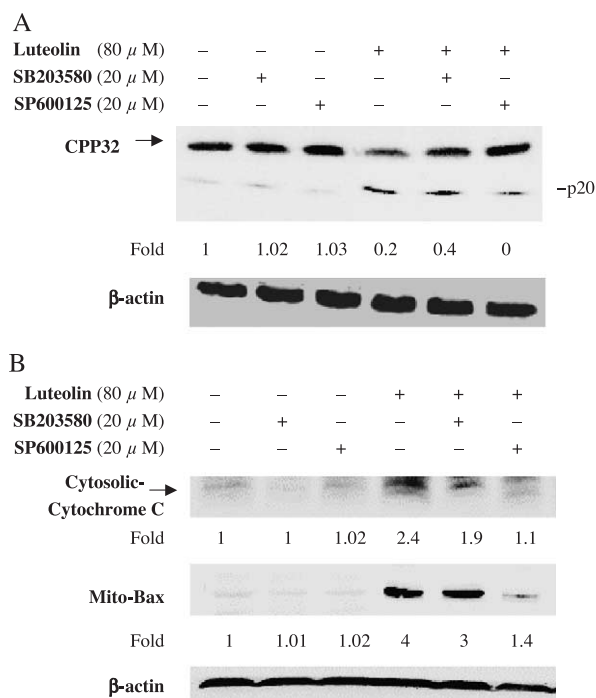 A
Luteolin (80 μ M) – – – + + +
SB203580 (20 μ M) – + – – + –
SP600125 (20 μ M) – – + – – +
CPP32
–p20
Fold 1 1.02 1.03 0.2 0.4 0
β-actin
B
Luteolin (80 μ M) – – – + + +
SB203580 (20 μ M) – + – – + –
SP600125 (20 μ M) – – + – – +
Cytosolic-
Cytochrome C
Fold 1 1 1.02 2.4 1.9 1.1
Mito-Bax
Fold 1 1.01 1.02 4 3 1.4
β-actin